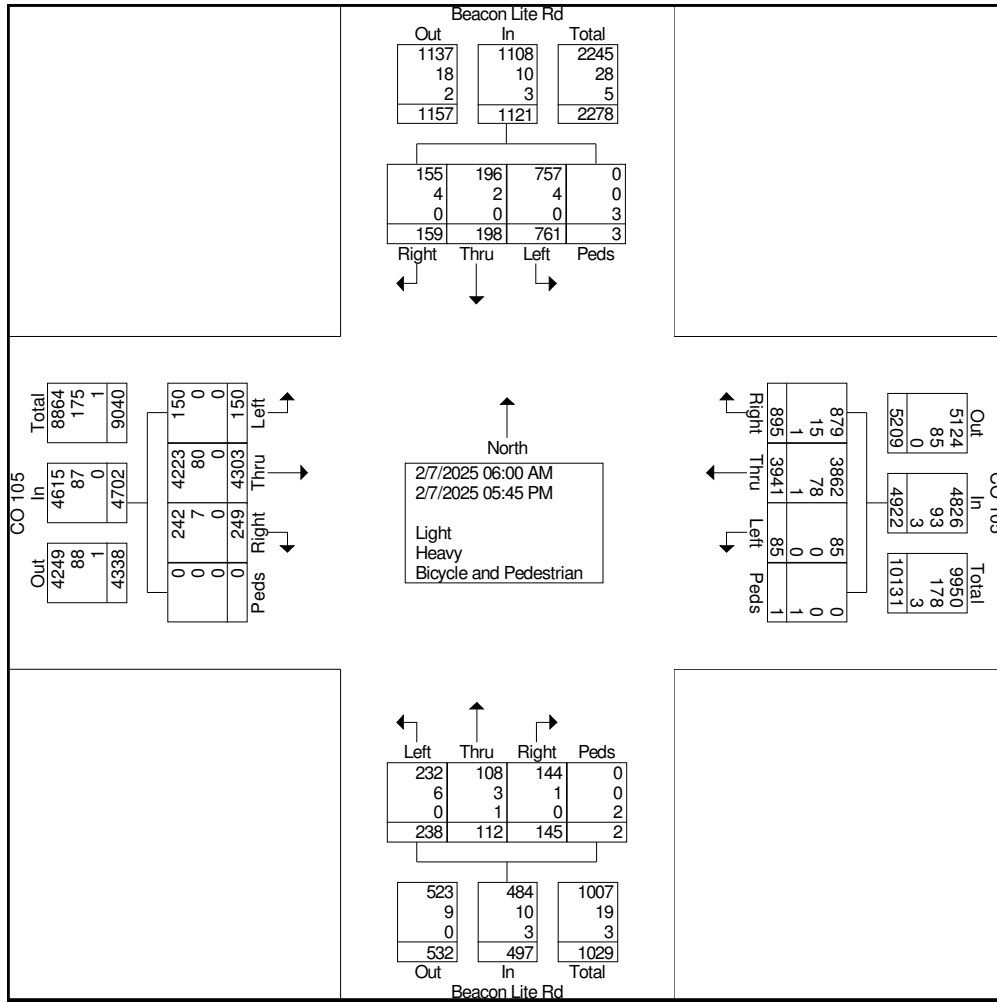 Beacon Lite Rd
Out In Total
1137 1108 2245
18 10 28
2 3 5
1157 1121 2278
155 196 757 0
4 2 4 0
0 0 0 3
159 198 761 3
Right Thru Left Peds
CO 105
Total In Out
8864 4615 4249
175 87 88
1 0 1
9040 4702 4338
150 4223 242 0
0 80 7 0
0 0 0 0
150 4303 249 0
Left Thru Right Peds
North
2/7/2025 06:00 AM
2/7/2025 05:45 PM
Light
Heavy
Bicycle and Pedestrian
Right Thru Left Peds
895 3941 85 1
1 1 0 1
15 78 0 0
879 3862 85 0
Out In Total
5124 4826 9950
85 93 178
0 3 3
5209 4922 10131
CO 105
Left Thru Right Peds
232 108 144 0
6 3 1 0
0 1 0 2
238 112 145 2
523 484 1007
9 10 19
0 3 3
532 497 1029
Out In Total
Beacon Lite Rd